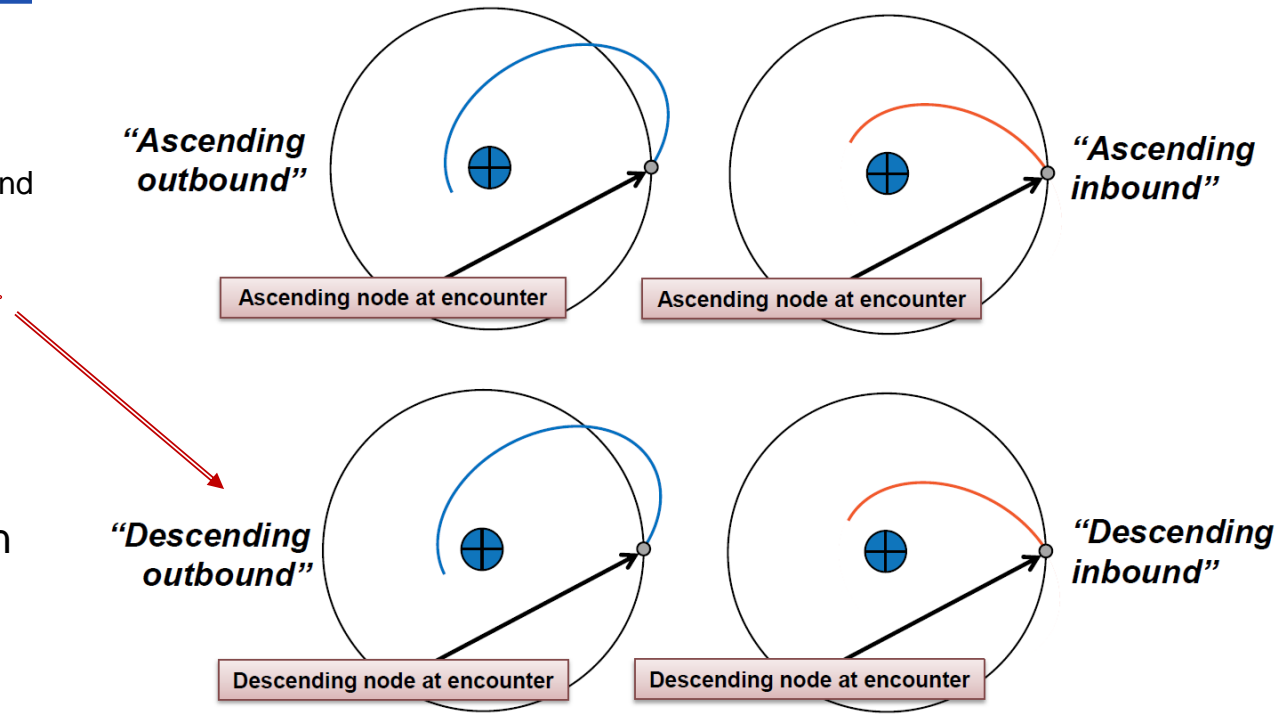 “Ascending
outbound”
“Ascending
inbound”
nd
Ascending node at encounter
Ascending node at encounter
“Descending
outbound”
“Descending
inbound”
n
Descending node at encounter
Descending node at encounter